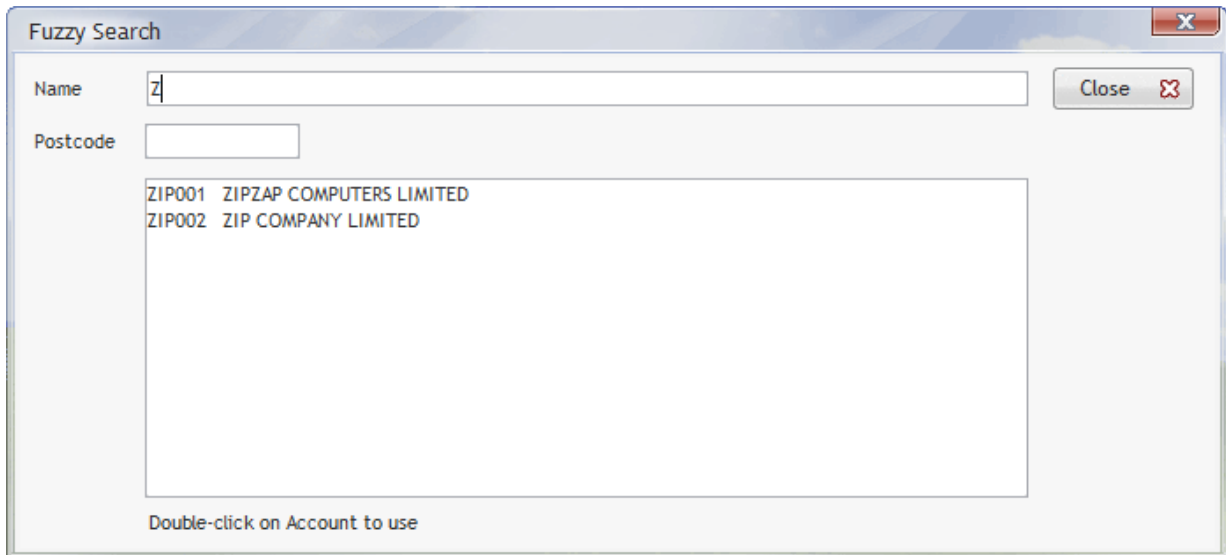 Fuzzy Search
Name Z Close
Postcode
ZIP001 ZIPZAP COMPUTERS LIMITED
ZIP002 ZIP COMPANY LIMITED
Double-click on Account to use